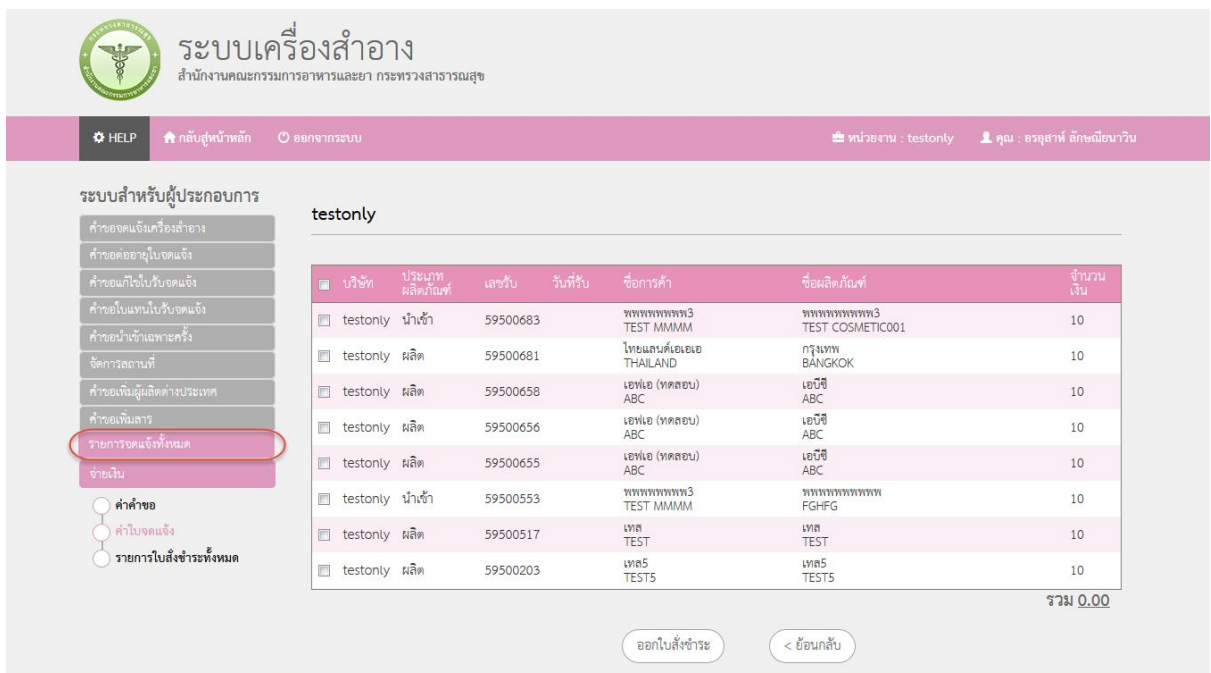 ระบบเครื่องสำอาง
สำนักงานคณะกรรมการอาหารและยา กระทรวงสาธารณสุข
HELP กลับสู่หน้าหลัก ออกจากระบบ หน่วยงาน : testonly คุณ : อรอุสาห์ ลักษณียนาวิน
ระบบสำหรับผู้ประกอบการ
คำขอจดแจ้งเครื่องสำอาง
คำขอต่ออายุใบจดแจ้ง
คำขอแก้ไขใบรับจดแจ้ง
คำขอใบแทนใบรับจดแจ้ง
คำขอนำเข้าเฉพาะครั้ง
จัดการสถานที่
คำขอเพิ่มผู้ผลิตต่างประเทศ
คำขอเพิ่มสาร
รายการจดแจ้งทั้งหมด
จ่ายเงิน
ค่าคำขอ
ค่าใบจดแจ้ง
รายการใบสั่งชำระทั้งหมด
testonly
บริษัท ประเภทผลิตภัณฑ์ เลขรับ วันที่รับ ชื่อการค้า ชื่อผลิตภัณฑ์ จำนวนเงิน
testonly นำเข้า 59500683 พพพพพพพพ3 พพพพพพพพพ3 10
TEST MMMM TEST COSMETIC001
testonly ผลิต 59500681 ไทยแลนด์เอเอเอ กรุงเทพ 10
THAILAND BANGKOK
testonly ผลิต 59500658 เอฟเอ (ทดสอบ) เอบีซี 10
ABC ABC
testonly ผลิต 59500656 เอฟเอ (ทดสอบ) เอบีซี 10
ABC ABC
testonly ผลิต 59500655 เอฟเอ (ทดสอบ) เอบีซี 10
ABC ABC
testonly นำเข้า 59500553 พพพพพพพพ3 พพพพพพพพพพ 10
TEST MMMM FGHFG
testonly ผลิต 59500517 เทส เทส 10
TEST TEST
testonly ผลิต 59500203 เทส5 เทส5 10
TEST5 TEST5
รวม 0.00
ออกใบสั่งชำระ < ย้อนกลับ